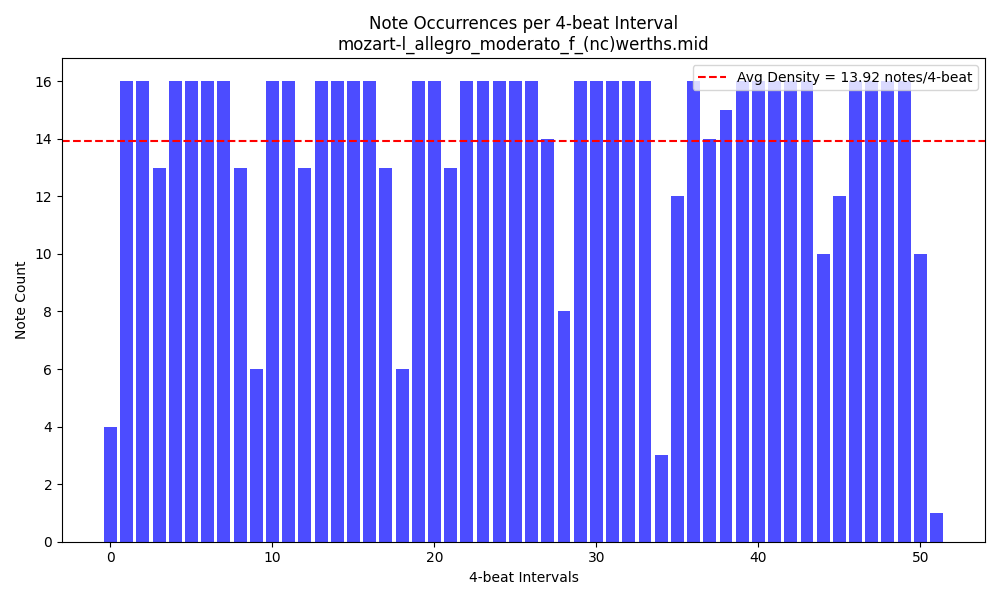 Note Occurrences per 4-beat Interval
mozart-l_allegro_moderato_f_(nc)werths.mid
Avg Density = 13.92 notes/4-beat
Note Count
16
14
12
10
8
6
4
2
0
0 10 20 30 40 50
4-beat Intervals